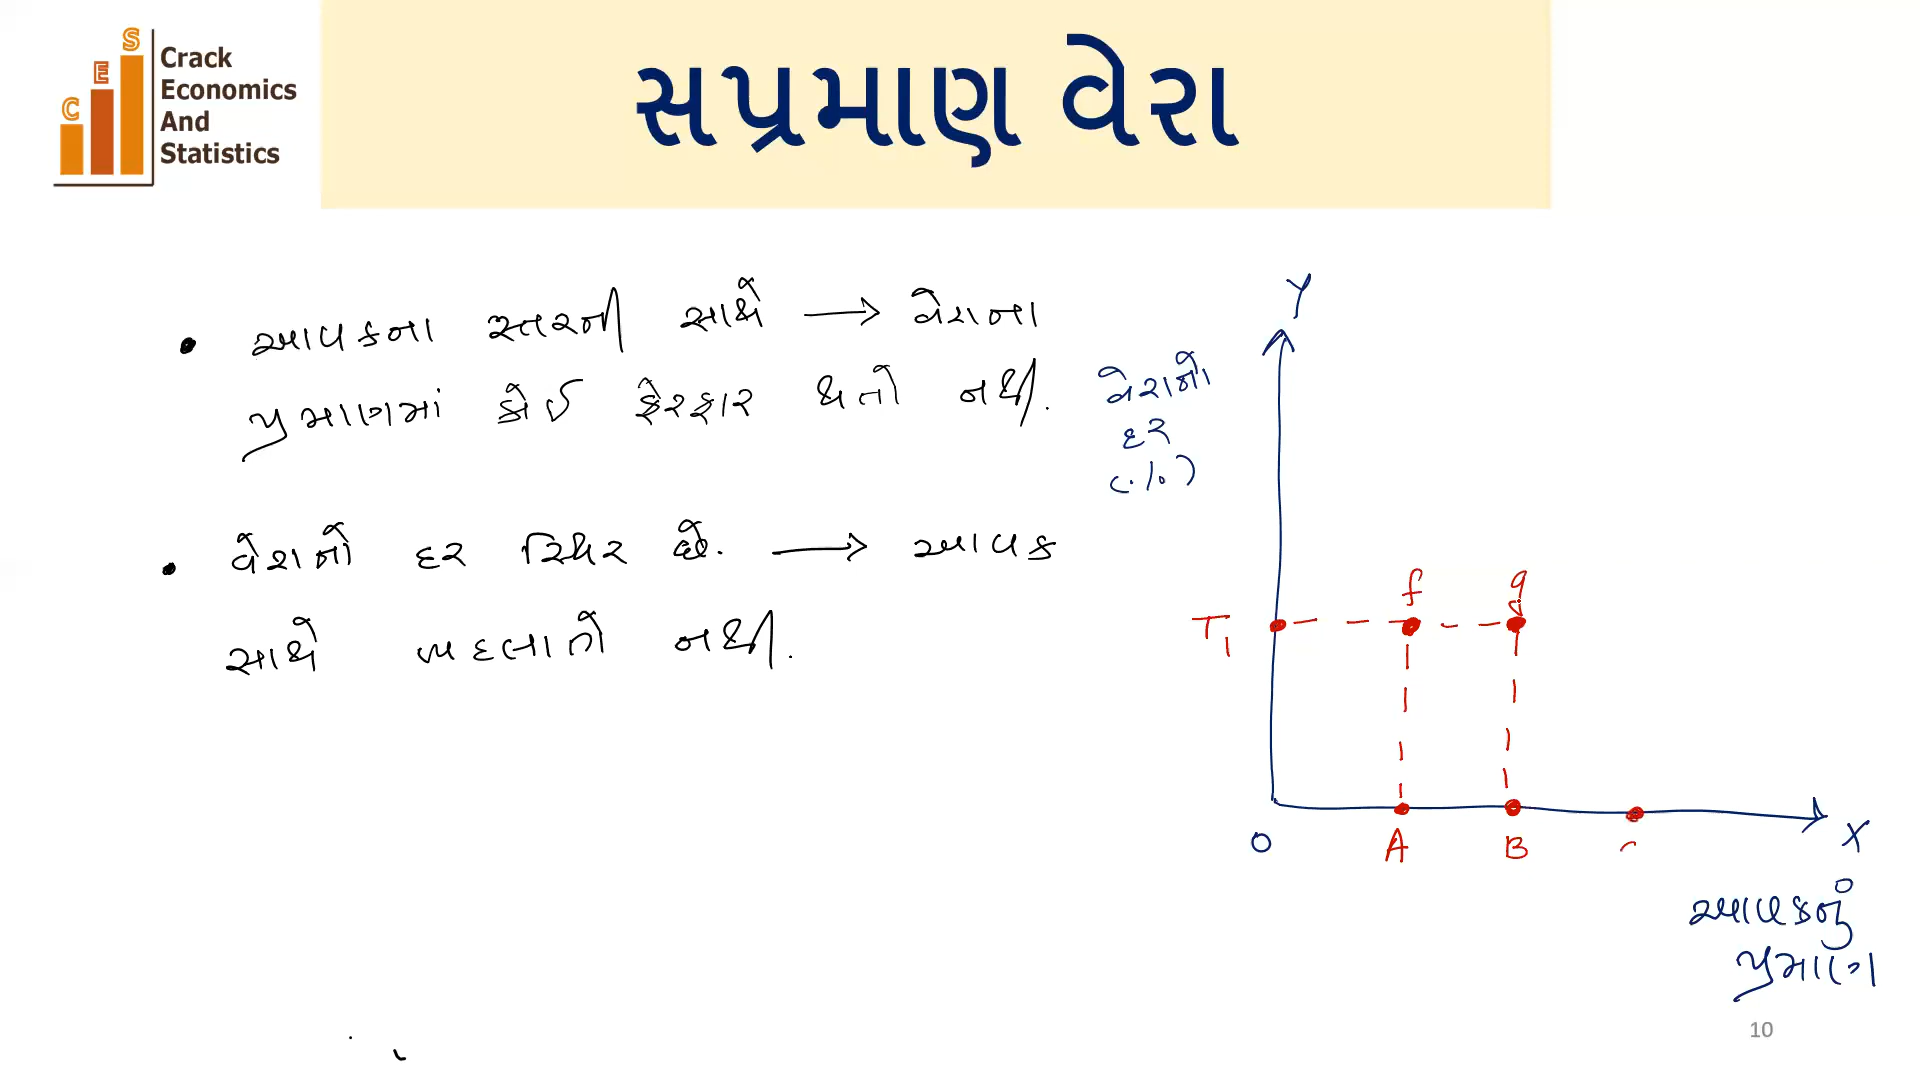 C E S
Crack
Economics
And
Statistics
સપ્રમાણ વેરા
• આવકના સ્તરની સાથે → વેરાના
પ્રમાણમાં કોઈ ફેરફાર થતો નથી.
• વેરાનો દર સ્થિર છે. → આવક
સાથે બદલાતો નથી.
Y
વેરાનો
દર
(%)
f g
T1
O A B X
આવકનું
પ્રમાણ
10